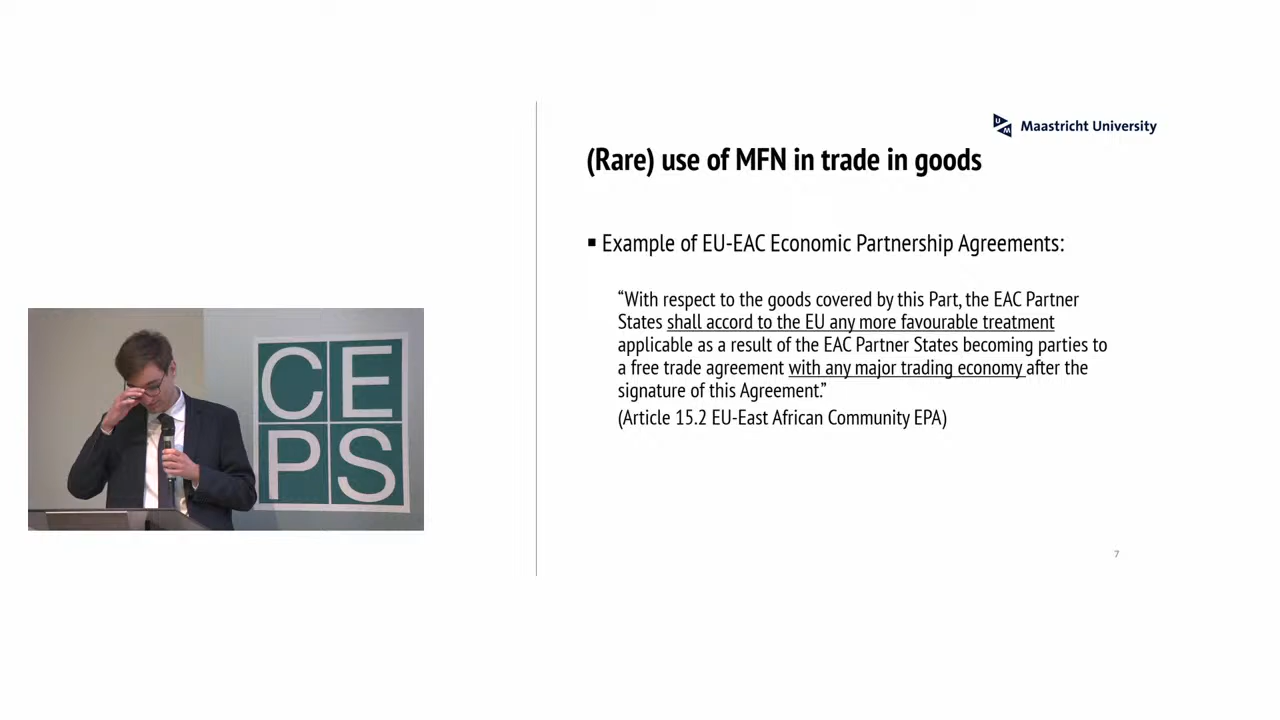 CE
PS
UM
Maastricht University
(Rare) use of MFN in trade in goods
▪ Example of EU-EAC Economic Partnership Agreements:
“With respect to the goods covered by this Part, the EAC Partner
States shall accord to the EU any more favourable treatment
applicable as a result of the EAC Partner States becoming parties to
a free trade agreement with any major trading economy after the
signature of this Agreement.”
(Article 15.2 EU-East African Community EPA)
7